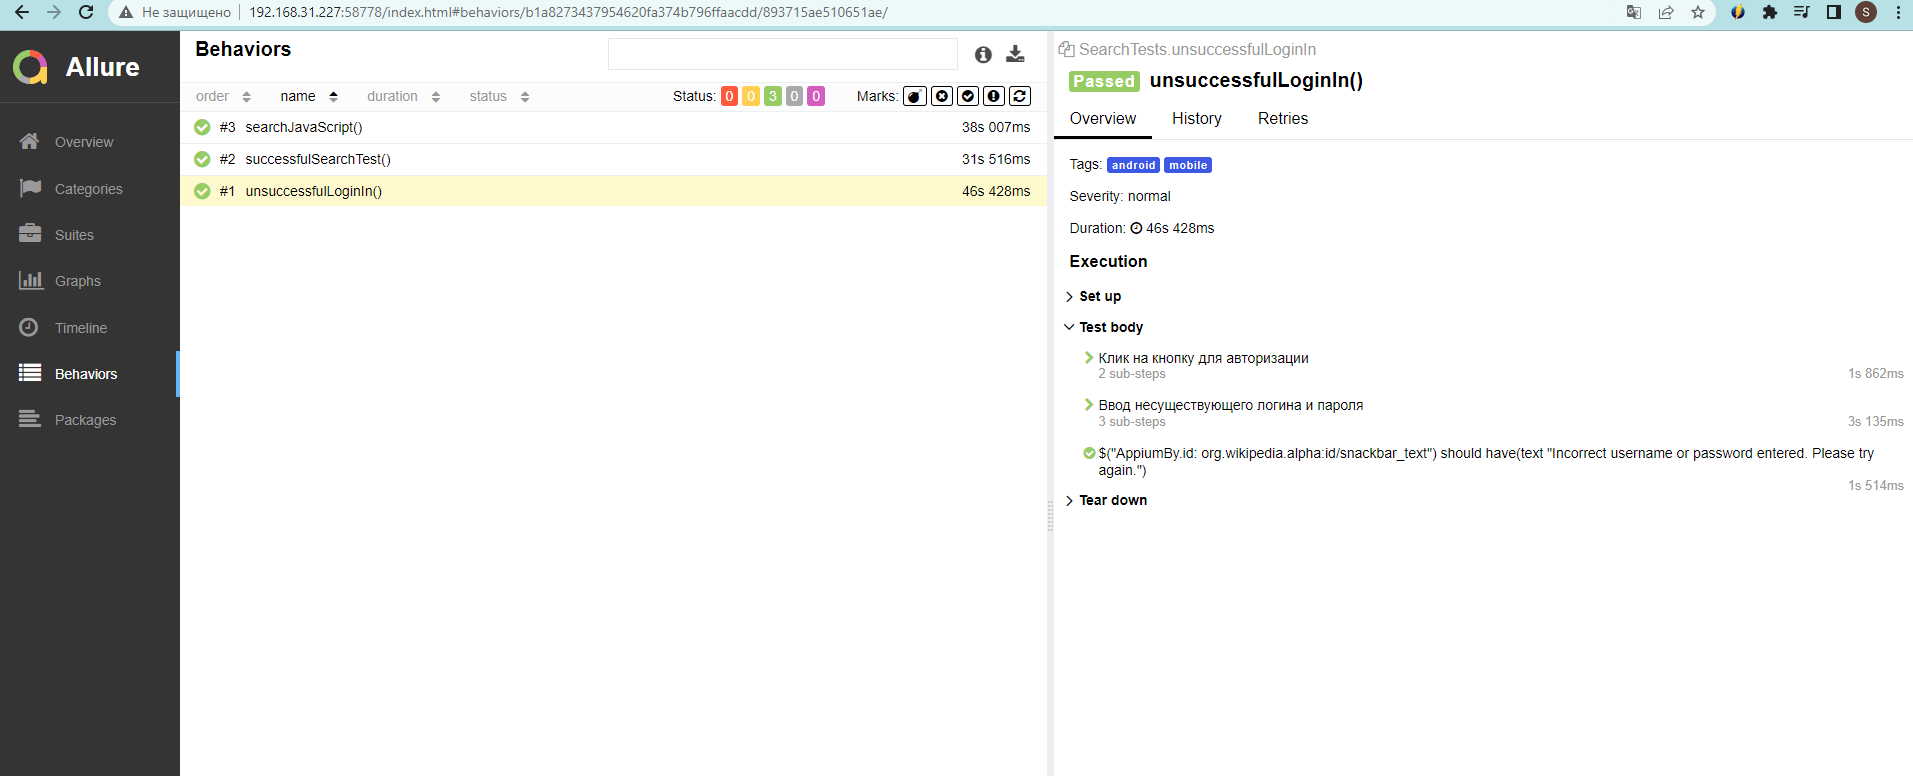 Не защищено 192.168.31.227:58778/index.html#behaviors/b1a8273437954620fa374b796ffaacdd/893715ae510651ae/
S
Allure
Overview
Categories
Suites
Graphs
Timeline
Behaviors
Packages
Behaviors
order name duration status Status: 0 0 3 0 0 Marks:
#3 searchJavaScript() 38s 007ms
#2 successfulSearchTest() 31s 516ms
#1 unsuccessfulLoginIn() 46s 428ms
SearchTests.unsuccessfulLoginIn
Passed unsuccessfulLoginIn()
Overview History Retries
Tags: android mobile
Severity: normal
Duration: 46s 428ms
Execution
Set up
Test body
Клик на кнопку для авторизации
2 sub-steps 1s 862ms
Ввод несуществующего логина и пароля
3 sub-steps 3s 135ms
$("AppiumBy.id: org.wikipedia.alpha:id/snackbar_text") should have(text "Incorrect username or password entered. Please try
again.")
1s 514ms
Tear down